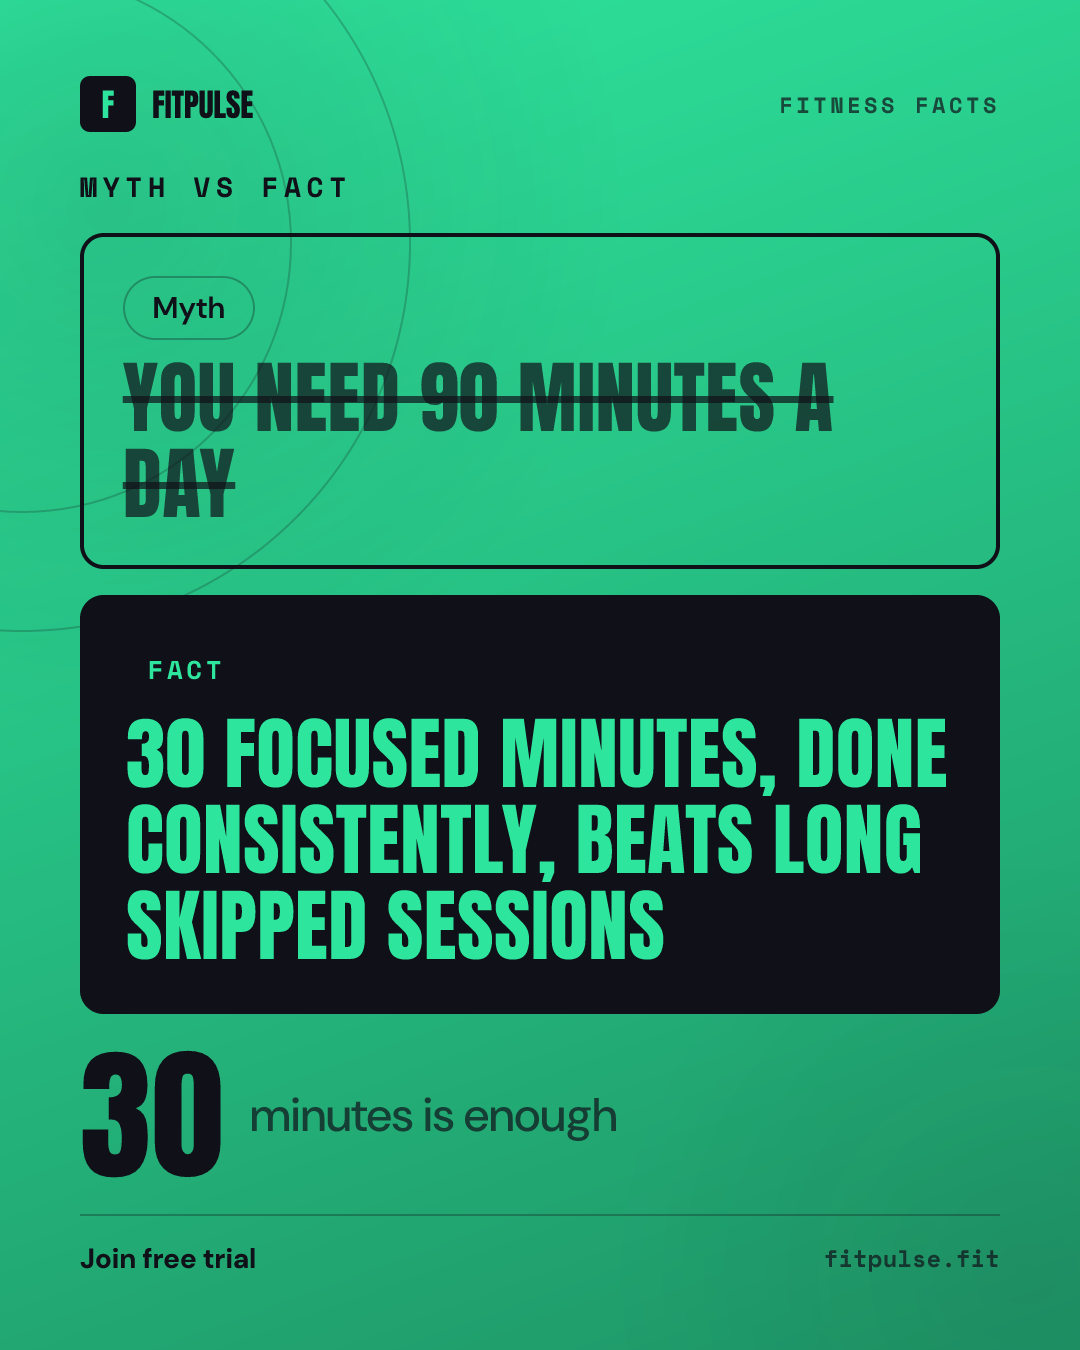 F FITPULSE
FITNESS FACTS
MYTH VS FACT
Myth
YOU NEED 90 MINUTES A
DAY
FACT
30 FOCUSED MINUTES, DONE
CONSISTENTLY, BEATS LONG
SKIPPED SESSIONS
30 minutes is enough
Join free trial
fitpulse.fit